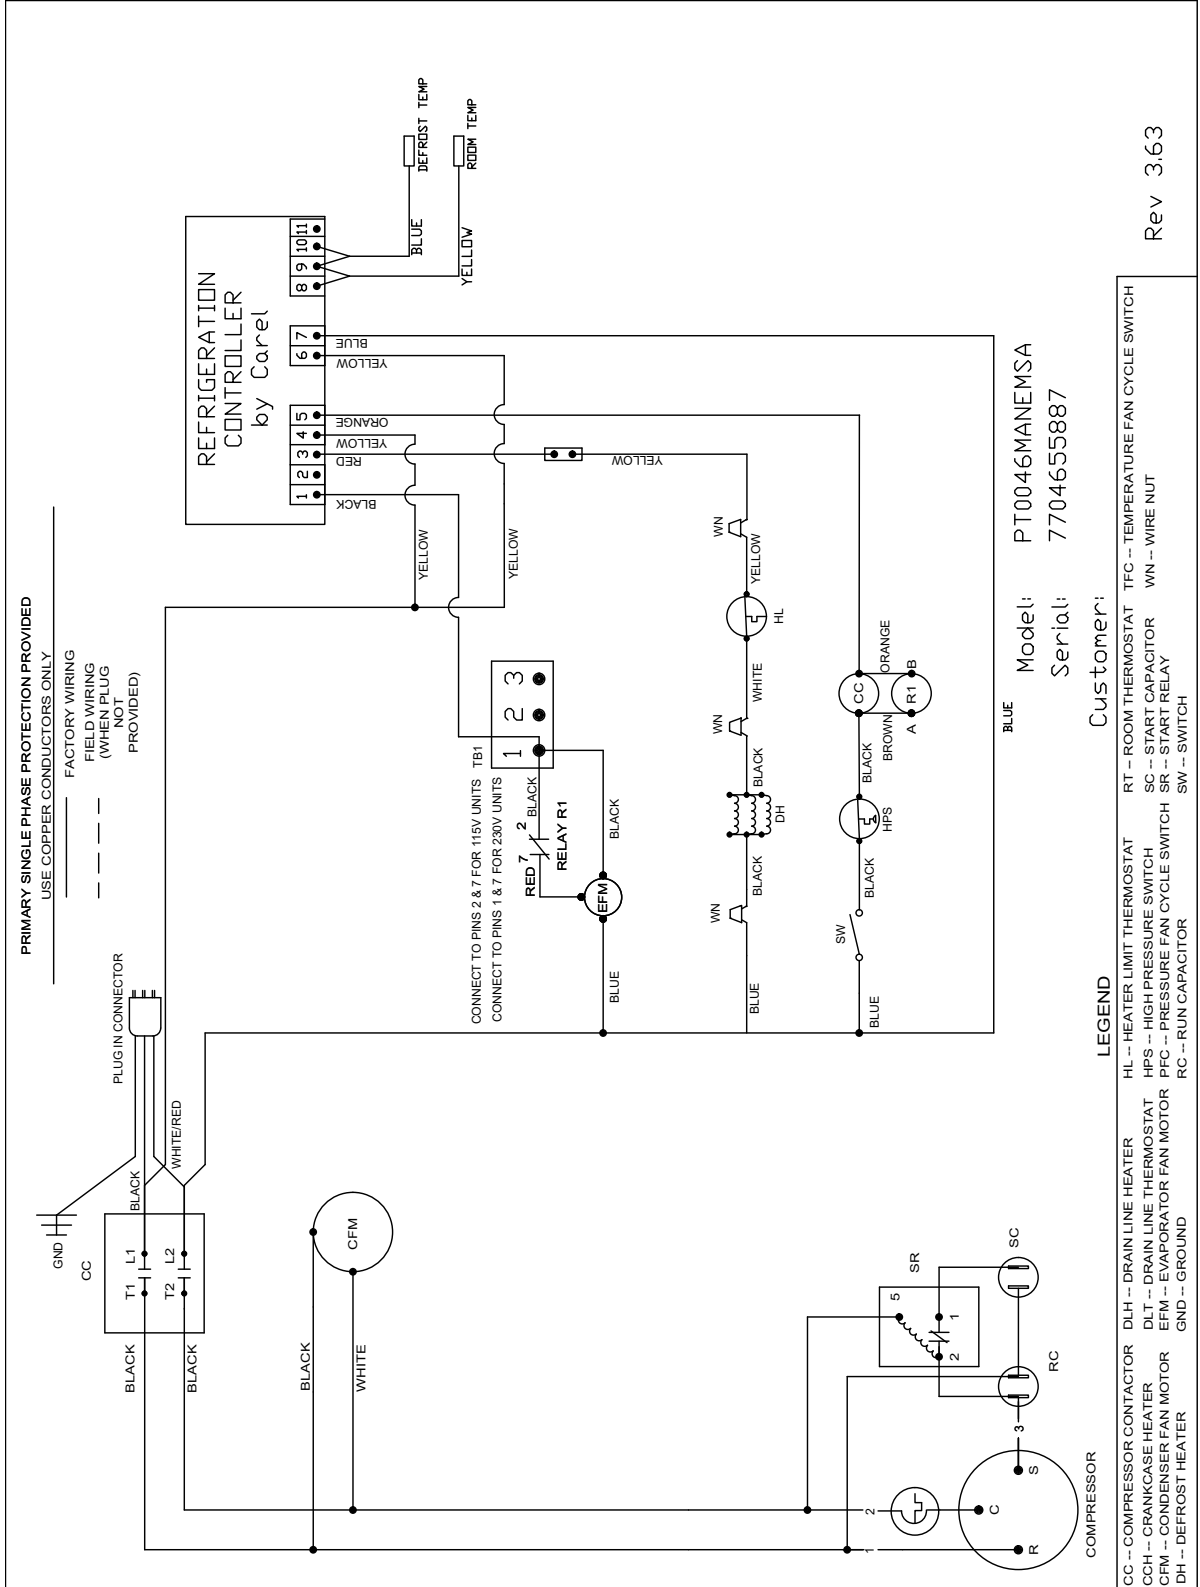 PRIMARY SINGLE PHASE PROTECTION PROVIDED
USE COPPER CONDUCTORS ONLY
FACTORY WIRING
FIELD WIRING
(WHEN PLUG
NOT
PROVIDED)
PLUG IN CONNECTOR
GND
BLACK
WHITE/RED
CC
T1 L1
T2 L2
BLACK
BLACK
CFM
BLACK
WHITE
REFRIGERATION
CONTROLLER
by Carel
1 2 3 4 5 6 7 8 9 10 11
BLACK
RED
YELLOW
ORANGE
YELLOW
BLUE
BLUE
YELLOW
DEFROST TEMP
ROOM TEMP
YELLOW
YELLOW
YELLOW
CONNECT TO PINS 2 & 7 FOR 115V UNITS
CONNECT TO PINS 1 & 7 FOR 230V UNITS
TB1
1 2 3
BLACK
RED 7
2
RELAY R1
BLACK
EFM
BLUE
WN
YELLOW
HL
WHITE
WN
BLACK
DH
BLACK
WN
BLUE
ORANGE
CC
R1
A
B
BROWN
BLACK
HPS
BLACK
SW
BLUE
BLUE
SR
5
1
2
SC
RC
3
2
1
C
S
R
COMPRESSOR
Model: PT0046MANEMSA
Serial: 7704655887
Customer:
Rev 3.63
LEGEND
CC -- COMPRESSOR CONTACTOR
CCH -- CRANKCASE HEATER
CFM -- CONDENSER FAN MOTOR
DH -- DEFROST HEATER
DLH -- DRAIN LINE HEATER
DLT -- DRAIN LINE THERMOSTAT
EFM -- EVAPORATOR FAN MOTOR
GND -- GROUND
HL -- HEATER LIMIT THERMOSTAT
HPS -- HIGH PRESSURE SWITCH
PFC -- PRESSURE FAN CYCLE SWITCH
RC -- RUN CAPACITOR
RT -- ROOM THERMOSTAT
SC -- START CAPACITOR
SR -- START RELAY
SW -- SWITCH
TFC -- TEMPERATURE FAN CYCLE SWITCH
WN -- WIRE NUT